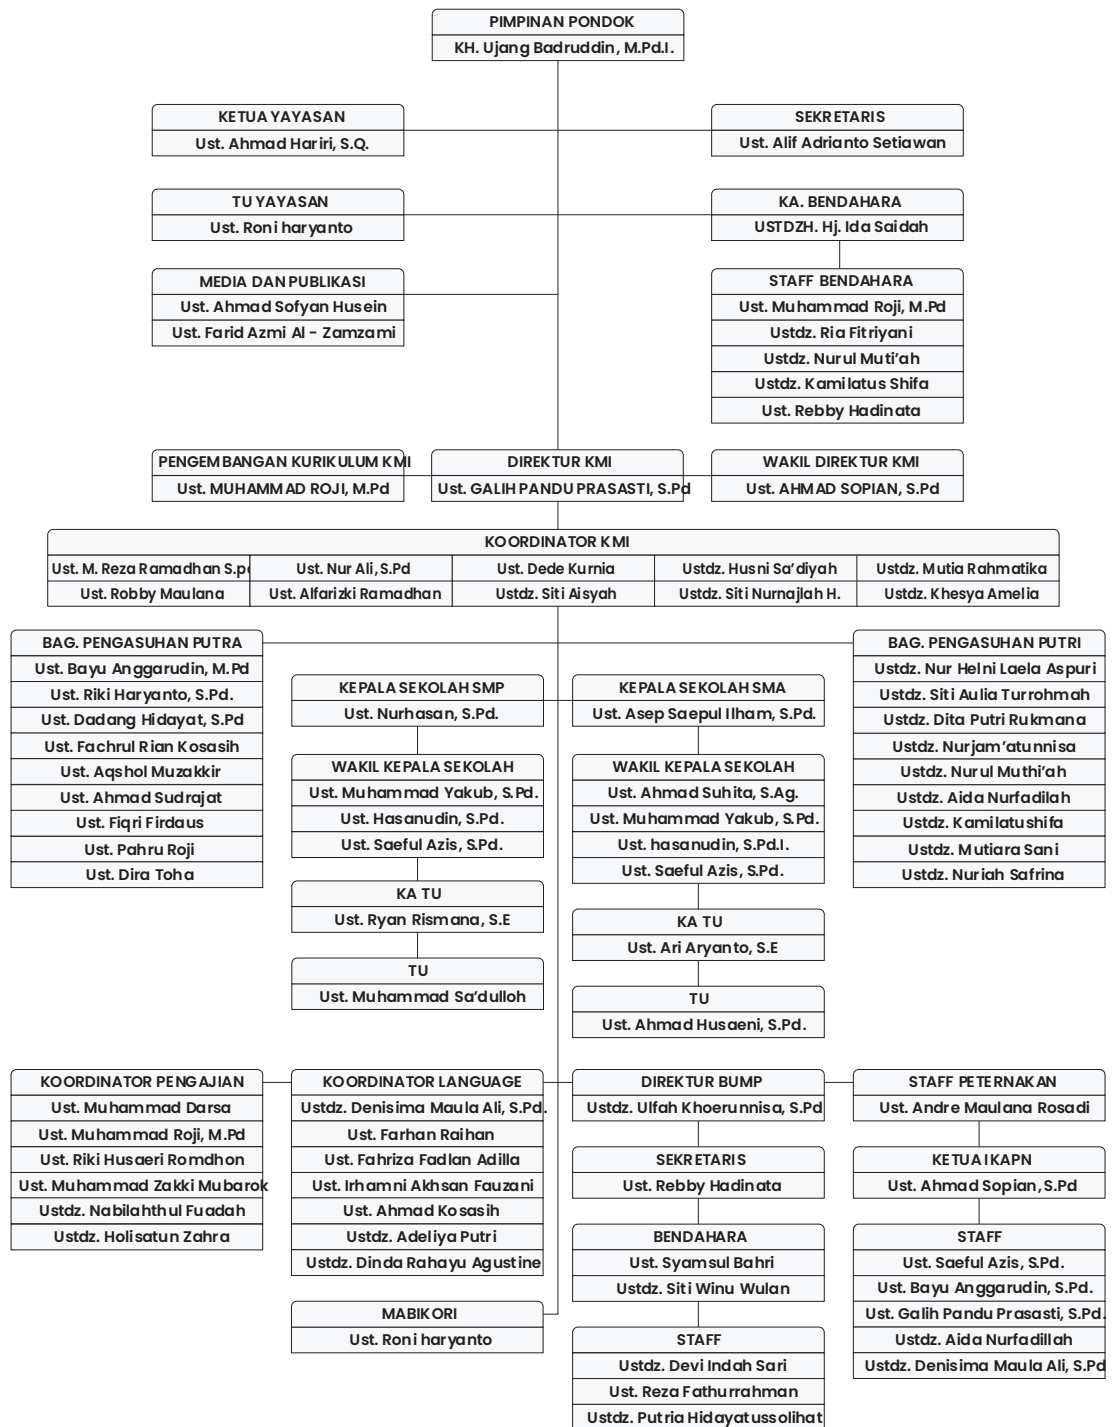 PIMPINAN PONDOK
KH. Ujang Badruddin, M.Pd.I.
KETUA YAYASAN
Ust. Ahmad Hariri, S.Q.
SEKRETARIS
Ust. Alif Adrianto Setiawan
TU YAYASAN
Ust. Roni haryanto
KA. BENDAHARA
USTDZH. Hj. Ida Saidah
MEDIA DAN PUBLIKASI
Ust. Ahmad Sofyan Husein
Ust. Farid Azmi Al - Zamzami
STAFF BENDAHARA
Ust. Muhammad Roji, M.Pd
Ustdz. Ria Fitriyani
Ustdz. Nurul Muti'ah
Ustdz. Kamilatus Shifa
Ust. Rebby Hadinata
PENGEMBANGAN KURIKULUM KMI
Ust. MUHAMMAD ROJI, M.Pd
DIREKTUR KMI
Ust. GALIH PANDU PRASASTI, S.Pd
WAKIL DIREKTUR KMI
Ust. AHMAD SOPIAN, S.Pd
KOORDINATOR KMI
Ust. M. Reza Ramadhan S.pd
Ust. Nur Ali, S.Pd
Ust. Dede Kurnia
Ustdz. Husni Sa'diyah
Ustdz. Mutia Rahmatika
Ust. Robby Maulana
Ust. Alfarizki Ramadhan
Ustdz. Siti Aisyah
Ustdz. Siti Nurnajlah H.
Ustdz. Khesya Amelia
BAG. PENGASUHAN PUTRA
Ust. Bayu Anggarudin, M.Pd
Ust. Riki Haryanto, S.Pd.
Ust. Dadang Hidayat, S.Pd
Ust. Fachrul Rian Kosasih
Ust. Aqshol Muzakkir
Ust. Ahmad Sudrajat
Ust. Fiqri Firdaus
Ust. Pahru Roji
Ust. Dira Toha
KEPALA SEKOLAH SMP
Ust. Nurhasan, S.Pd.
WAKIL KEPALA SEKOLAH
Ust. Muhammad Yakub, S.Pd.
Ust. Hasanudin, S.Pd.
Ust. Saeful Azis, S.Pd.
KA TU
Ust. Ryan Rismana, S.E
TU
Ust. Muhammad Sa'dulloh
KEPALA SEKOLAH SMA
Ust. Asep Saepul Ilham, S.Pd.
WAKIL KEPALA SEKOLAH
Ust. Ahmad Suhita, S.Ag.
Ust. Muhammad Yakub, S.Pd.
Ust. hasanudin, S.Pd.I.
Ust. Saeful Azis, S.Pd.
KA TU
Ust. Ari Aryanto, S.E
TU
Ust. Ahmad Husaeni, S.Pd.
BAG. PENGASUHAN PUTRI
Ustdz. Nur Helni Laela Aspuri
Ustdz. Siti Aulia Turrohmah
Ustdz. Dita Putri Rukmana
Ustdz. Nurjam'atunnisa
Ustdz. Nurul Muthi'ah
Ustdz. Aida Nurfadilah
Ustdz. Kamilatushifa
Ustdz. Mutiara Sani
Ustdz. Nuriah Safrina
KOORDINATOR PENGAJIAN
Ust. Muhammad Darsa
Ust. Muhammad Roji, M.Pd
Ust. Riki Husaeri Romdhon
Ust. Muhammad Zakki Mubarok
Ustdz. Nabilahthul Fuadah
Ustdz. Holisatun Zahra
KOORDINATOR LANGUAGE
Ustdz. Denisima Maula Ali, S.Pd.
Ust. Farhan Raihan
Ust. Fahriza Fadlan Adilla
Ust. Irhamni Akhsan Fauzani
Ust. Ahmad Kosasih
Ustdz. Adeliya Putri
Ustdz. Dinda Rahayu Agustine
MABIKORI
Ust. Roni haryanto
DIREKTUR BUMP
Ustdz. Ulfah Khoerunnisa, S.Pd
SEKRETARIS
Ust. Rebby Hadinata
BENDAHARA
Ust. Syamsul Bahri
Ustdz. Siti Winu Wulan
STAFF
Ustdz. Devi Indah Sari
Ust. Reza Fathurrahman
Ustdz. Putria Hidayatussolihat
STAFF PETERNAKAN
Ust. Andre Maulana Rosadi
KETUA IKAPN
Ust. Ahmad Sopian, S.Pd
STAFF
Ust. Saeful Azis, S.Pd.
Ust. Bayu Anggarudin, S.Pd.
Ust. Galih Pandu Prasasti, S.Pd.
Ustdz. Aida Nurfadillah
Ustdz. Denisima Maula Ali, S.Pd